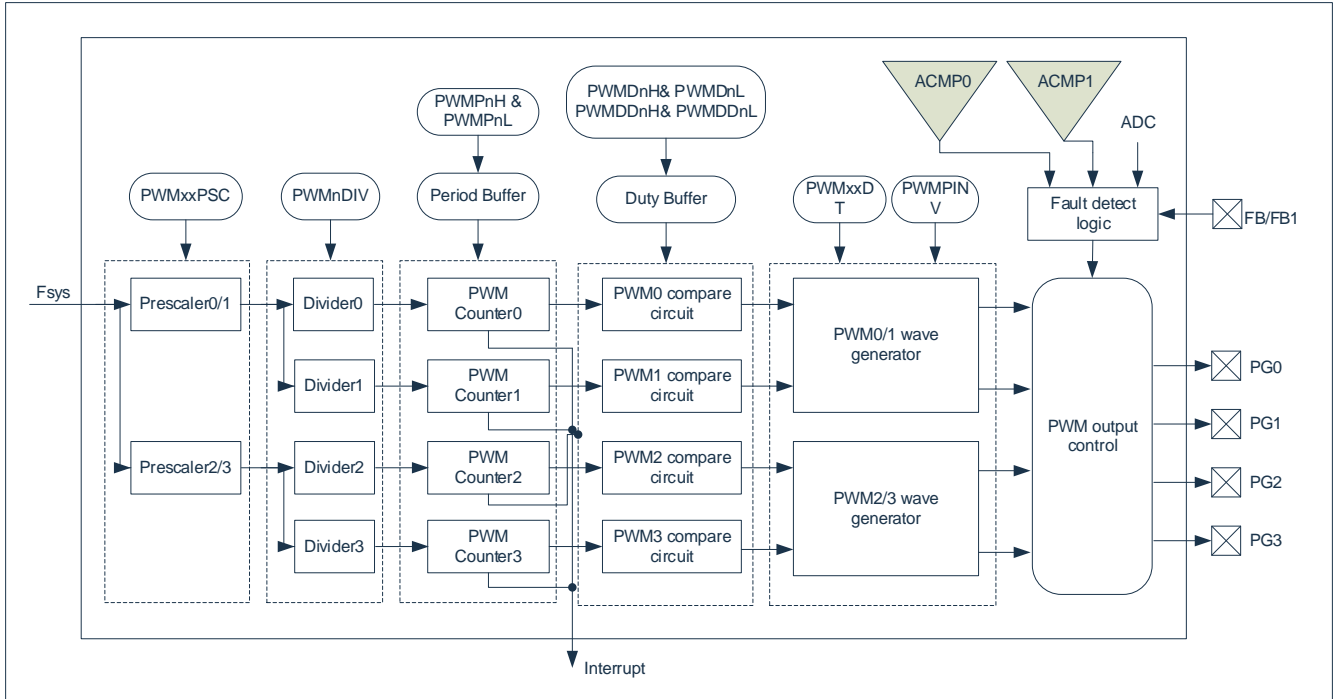 ACMP0
ACMP1
PWMPnH &
PWMPnL
PWMDnH& PWMDnL
PWMDDnH& PWMDDnL
ADC
PWMxxPSC
PWMnDIV
Period Buffer
Duty Buffer
PWMxxD
T
PWMPIN
V
Fault detect
logic
FB/FB1
Fsys
Prescaler0/1
Divider0
PWM
Counter0
PWM0 compare
circuit
PWM0/1 wave
generator
Divider1
PWM
Counter1
PWM1 compare
circuit
PG0
PG1
PWM output
control
Prescaler2/3
Divider2
PWM
Counter2
PWM2 compare
circuit
PWM2/3 wave
generator
PG2
Divider3
PWM
Counter3
PWM3 compare
circuit
PG3
Interrupt